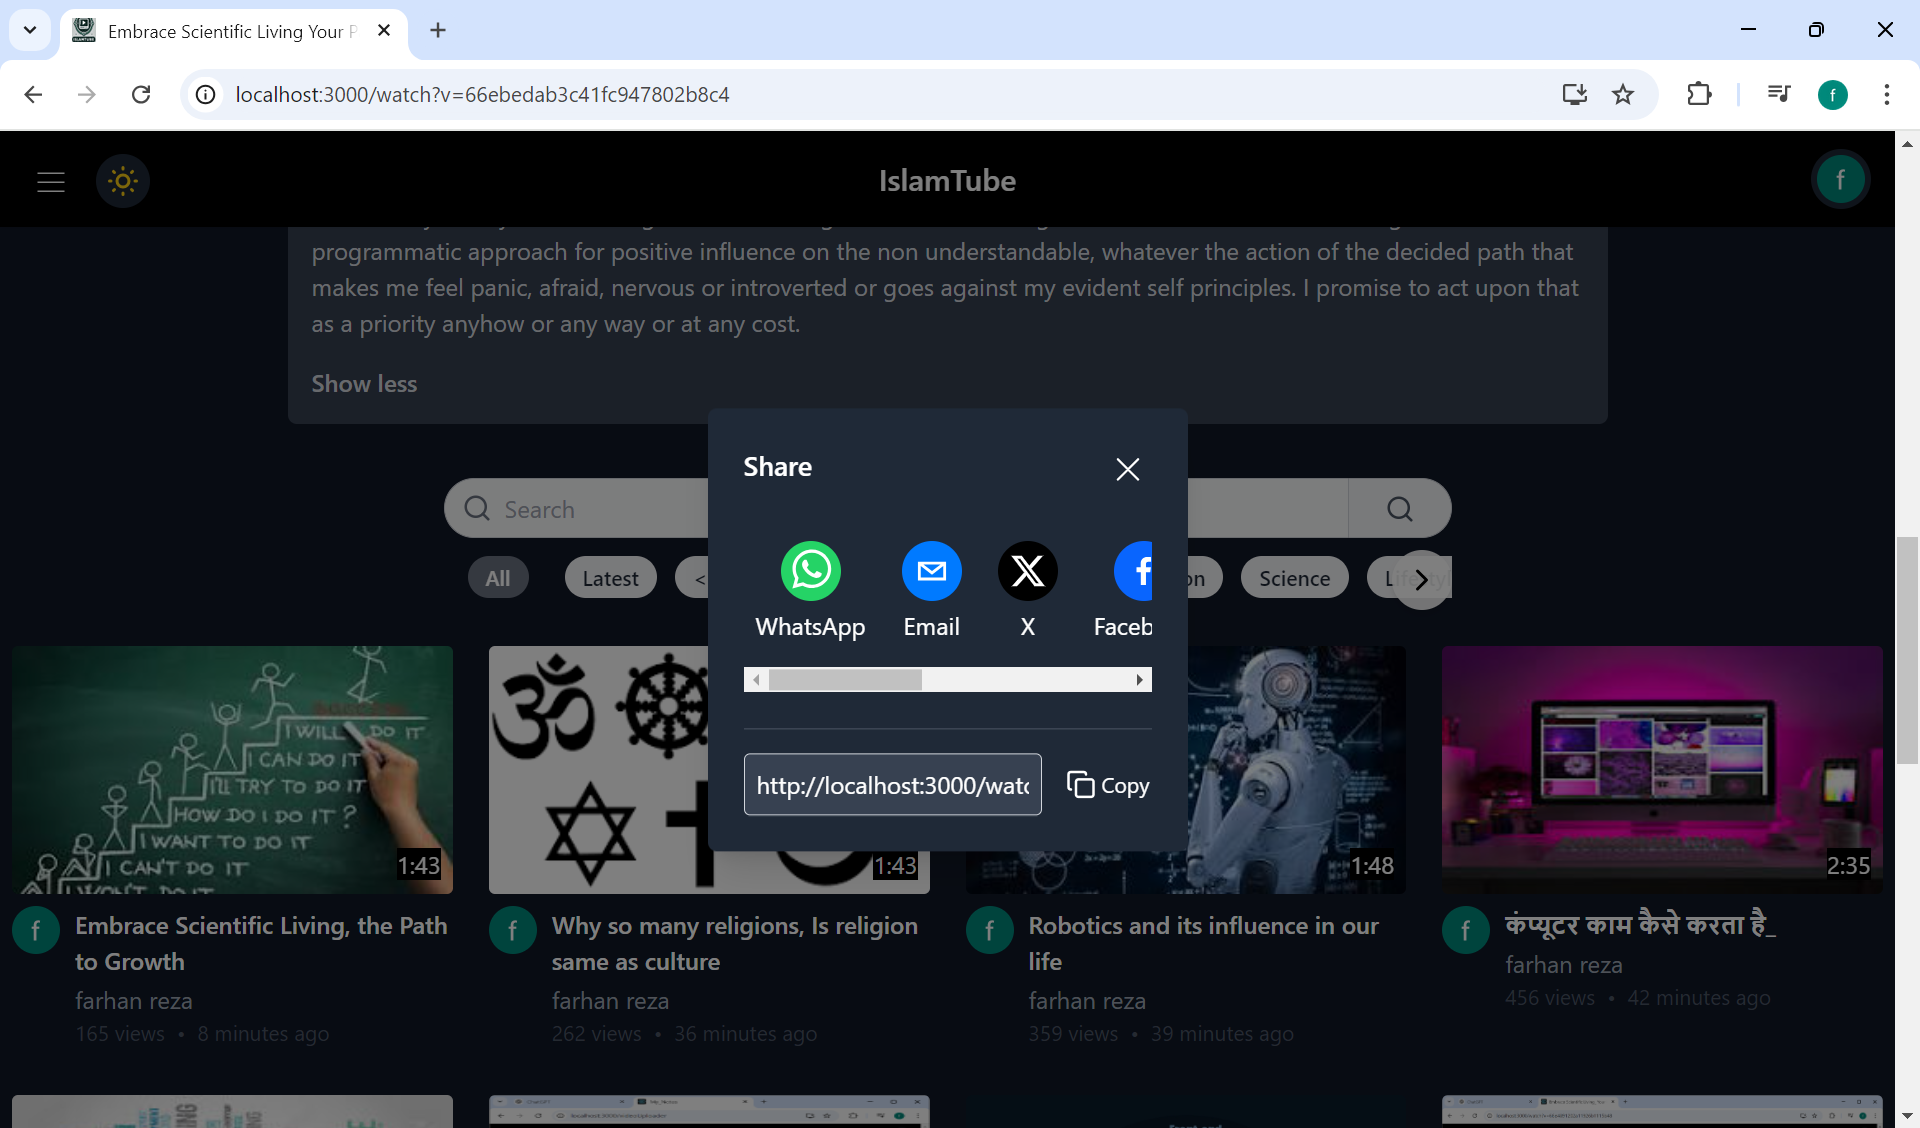 Embrace Scientific Living Your P
localhost:3000/watch?v=66ebedab3c41fc947802b8c4
f
IslamTube
f
programmatic approach for positive influence on the non understandable, whatever the action of the decided path that
makes me feel panic, afraid, nervous or introverted or goes against my evident self principles. I promise to act upon that
as a priority anyhow or any way or at any cost.
Show less
Share
Search
All
Latest
<
on
Science
Lifestyl
WhatsApp
Email
X
Faceb
http://localhost:3000/watc
Copy
SUCCESS
I WILL DO IT
I CAN DO IT
I'LL TRY TO DO IT
HOW DO I DO IT ?
I WANT TO DO IT
I CAN'T DO IT
I WON'T DO IT
1:43
1:43
1:48
2:35
f
Embrace Scientific Living, the Path
to Growth
farhan reza
165 views • 8 minutes ago
f
Why so many religions, Is religion
same as culture
farhan reza
262 views • 36 minutes ago
f
Robotics and its influence in our
life
farhan reza
359 views • 39 minutes ago
f
कंप्यूटर काम कैसे करता है_
farhan reza
456 views • 42 minutes ago